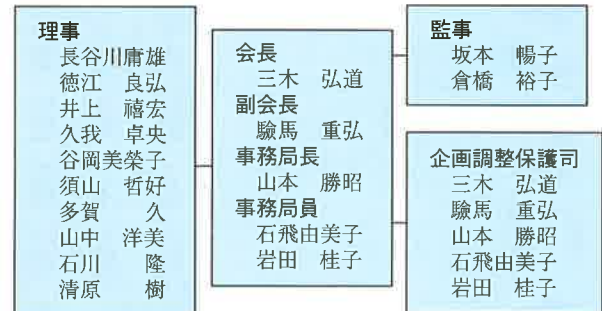 理事
長谷川庸雄
徳江　良弘
井上　禧宏
久我　卓央
谷岡美榮子
須山　哲好
多賀　　久
山中　洋美
石川　　隆
清原　　樹
会長
三木　弘道
副会長
驗馬　重弘
事務局長
山本　勝昭
事務局員
石飛由美子
岩田　桂子
監事
坂本　暢子
倉橋　裕子
企画調整保護司
三木　弘道
驗馬　重弘
山本　勝昭
石飛由美子
岩田　桂子